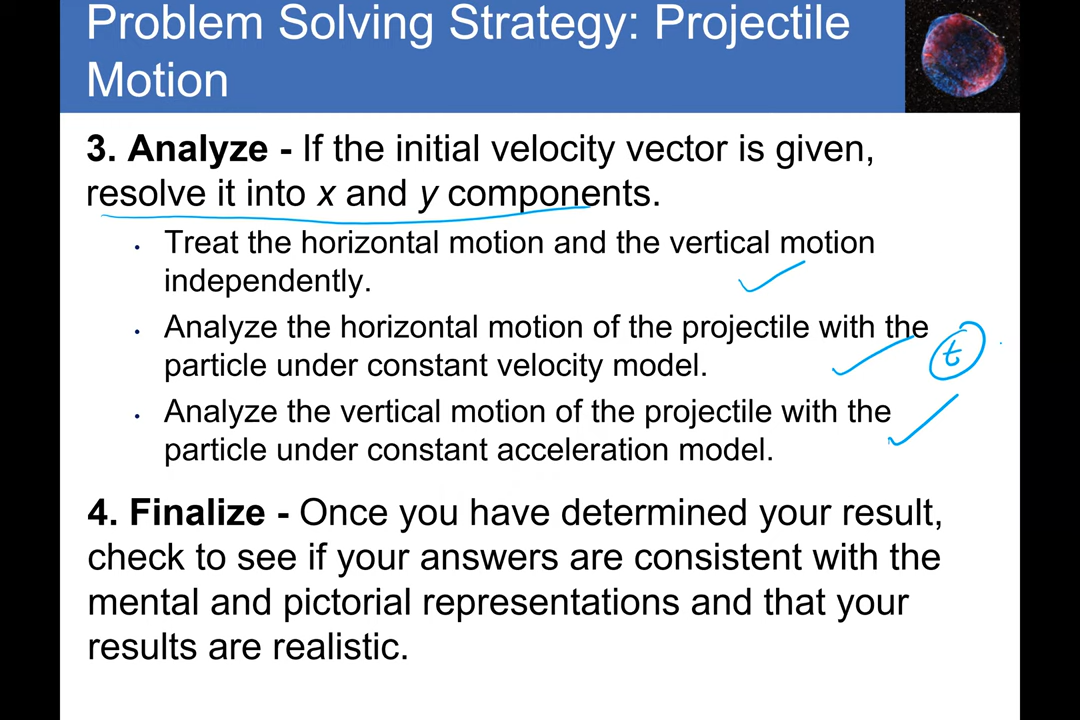 Problem Solving Strategy: Projectile
Motion
3. Analyze - If the initial velocity vector is given,
resolve it into x and y components.
• Treat the horizontal motion and the vertical motion
independently.
• Analyze the horizontal motion of the projectile with the
particle under constant velocity model.
t
• Analyze the vertical motion of the projectile with the
particle under constant acceleration model.
4. Finalize - Once you have determined your result,
check to see if your answers are consistent with the
mental and pictorial representations and that your
results are realistic.